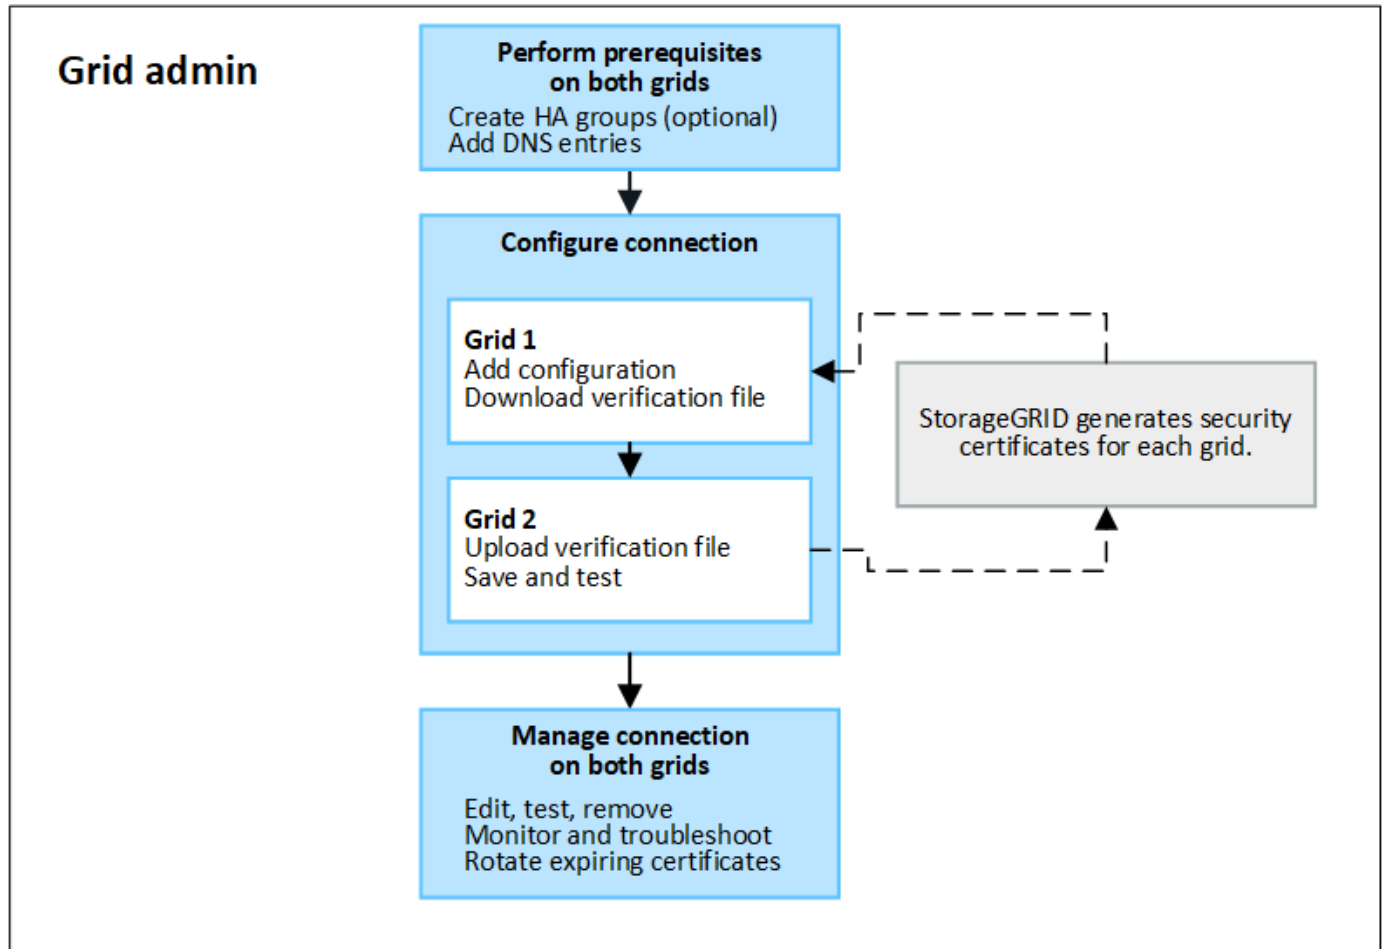 Grid admin
Perform prerequisites
on both grids
Create HA groups (optional)
Add DNS entries
Configure connection
Grid 1
Add configuration
Download verification file
StorageGRID generates security
certificates for each grid.
Grid 2
Upload verification file
Save and test
Manage connection
on both grids
Edit, test, remove
Monitor and troubleshoot
Rotate expiring certificates